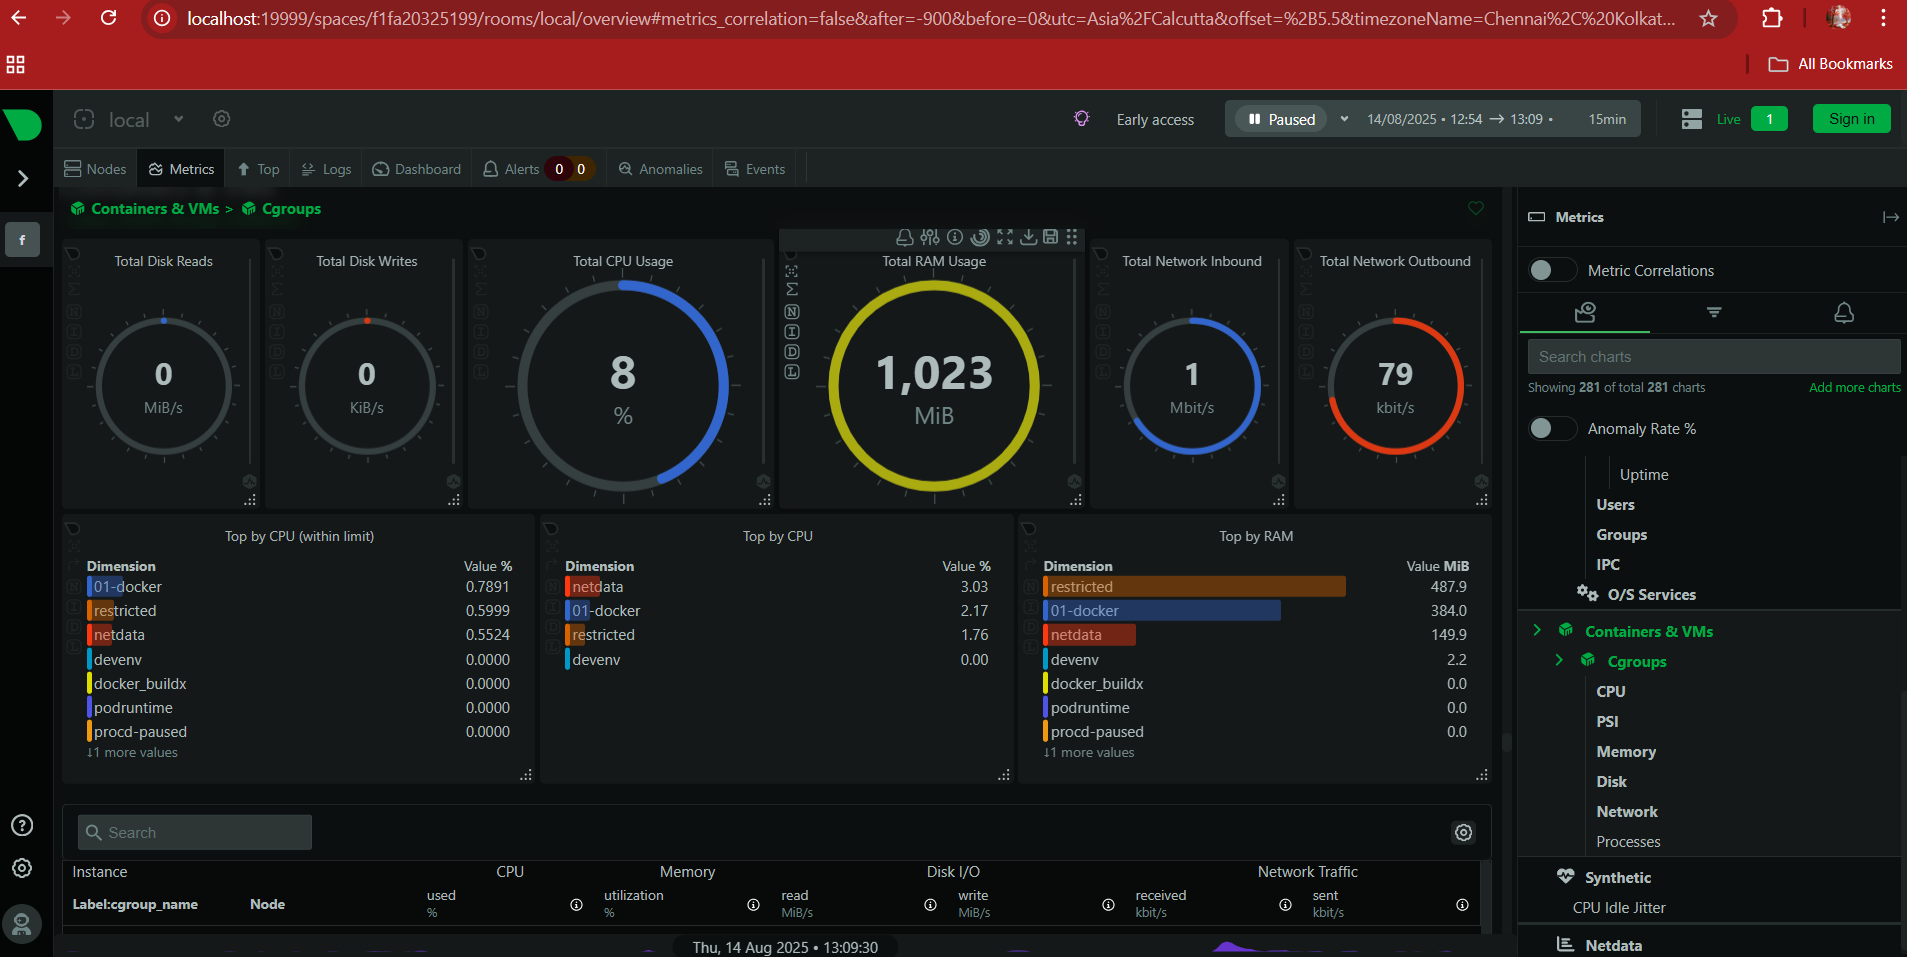 localhost:19999/spaces/f1fa20325199/rooms/local/overview#metrics_correlation=false&after=-900&before=0&utc=Asia%2FCalcutta&offset=%2B5.5&timezoneName=Chennai%2C%20Kolkat...
All Bookmarks
local
Early access
Paused
14/08/2025 • 12:54 → 13:09 •
15min
Live
1
Sign in
Nodes
Metrics
Top
Logs
Dashboard
Alerts
0
0
Anomalies
Events
f
Containers & VMs > Cgroups
Total Disk Reads
0
MiB/s
Total Disk Writes
0
KiB/s
Total CPU Usage
8
%
Total RAM Usage
1,023
MiB
N
I
D
L
Total Network Inbound
1
Mbit/s
Total Network Outbound
79
kbit/s
Top by CPU (within limit)
Dimension Value %
01-docker 0.7891
restricted 0.5999
netdata 0.5524
devenv 0.0000
docker_buildx 0.0000
podruntime 0.0000
procd-paused 0.0000
↓1 more values
Top by CPU
Dimension Value %
netdata 3.03
01-docker 2.17
restricted 1.76
devenv 0.00
Top by RAM
Dimension Value MiB
restricted 487.9
01-docker 384.0
netdata 149.9
devenv 2.2
docker_buildx 0.0
podruntime 0.0
procd-paused 0.0
↓1 more values
Search
Instance CPU Memory Disk I/O Network Traffic
Label:cgroup_name Node used utilization read write received sent
% % MiB/s MiB/s kbit/s kbit/s
Thu, 14 Aug 2025 • 13:09:30
Metrics
Metric Correlations
Search charts
Showing 281 of total 281 charts
Add more charts
Anomaly Rate %
Uptime
Users
Groups
IPC
O/S Services
Containers & VMs
Cgroups
CPU
PSI
Memory
Disk
Network
Processes
Synthetic
CPU Idle Jitter
Netdata